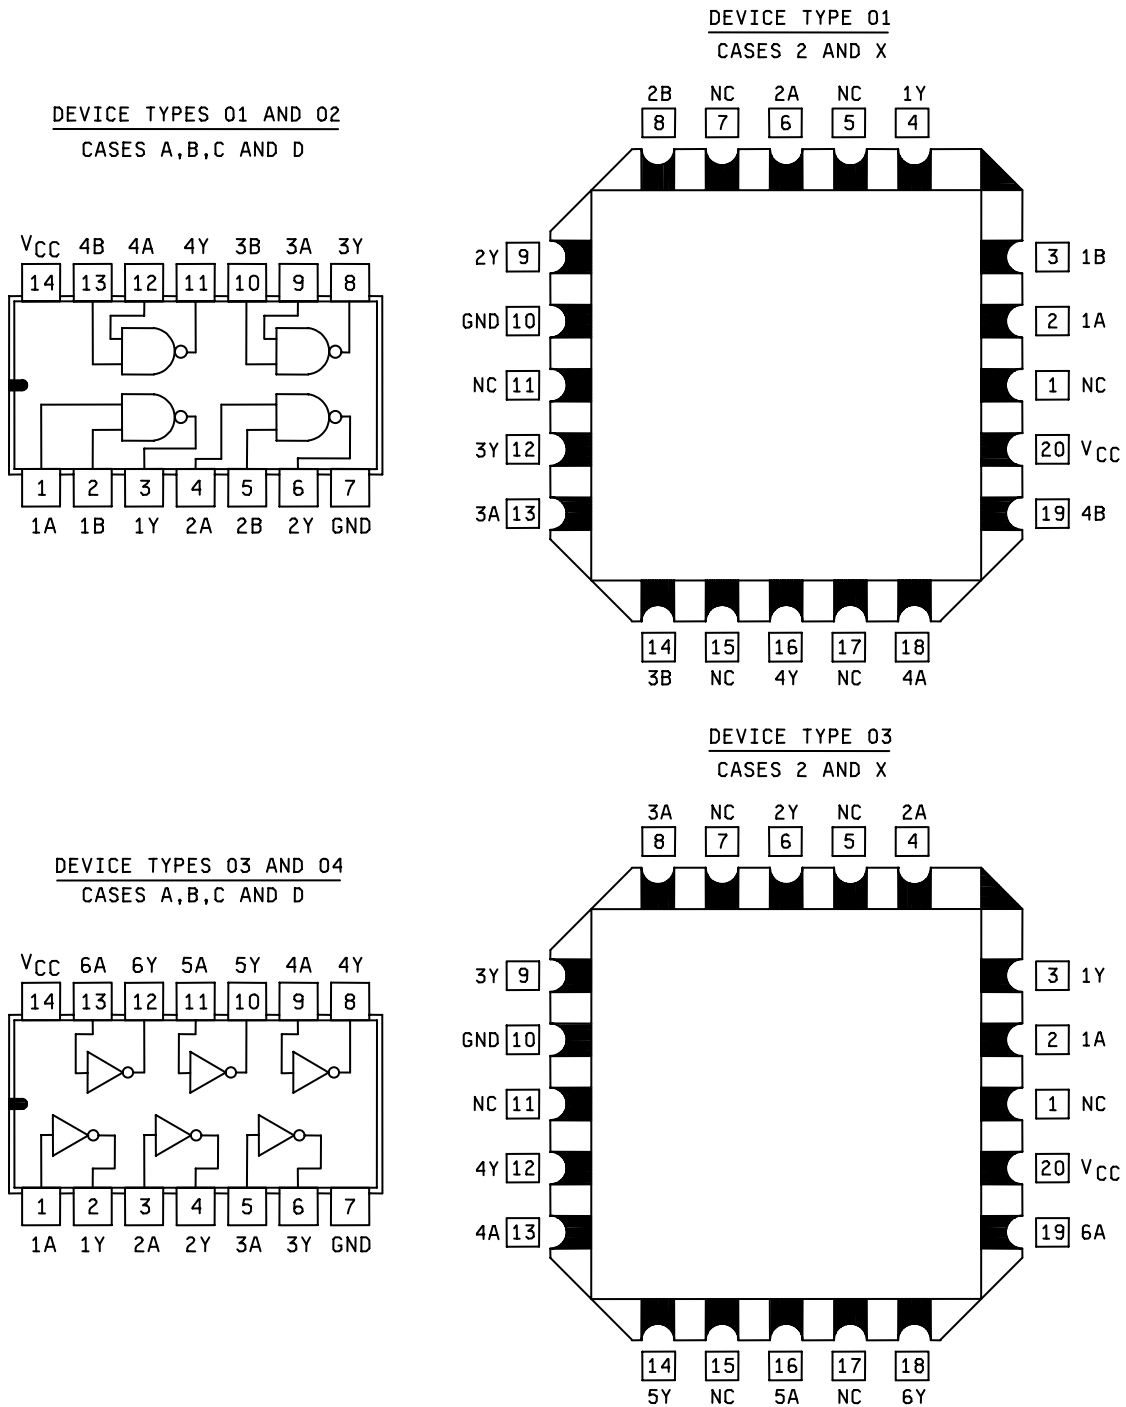 DEVICE TYPES 01 AND 02
CASES A,B,C AND D
VCC 4B 4A 4Y 3B 3A 3Y
14 13 12 11 10 9 8
1 2 3 4 5 6 7
1A 1B 1Y 2A 2B 2Y GND
DEVICE TYPE 01
CASES 2 AND X
2B NC 2A NC 1Y
8 7 6 5 4
2Y 9 3 1B
GND 10 2 1A
NC 11 1 NC
3Y 12 20 VCC
3A 13 19 4B
14 15 16 17 18
3B NC 4Y NC 4A
DEVICE TYPES 03 AND 04
CASES A,B,C AND D
VCC 6A 6Y 5A 5Y 4A 4Y
14 13 12 11 10 9 8
1 2 3 4 5 6 7
1A 1Y 2A 2Y 3A 3Y GND
DEVICE TYPE 03
CASES 2 AND X
3A NC 2Y NC 2A
8 7 6 5 4
3Y 9 3 1Y
GND 10 2 1A
NC 11 1 NC
4Y 12 20 VCC
4A 13 19 6A
14 15 16 17 18
5Y NC 5A NC 6Y